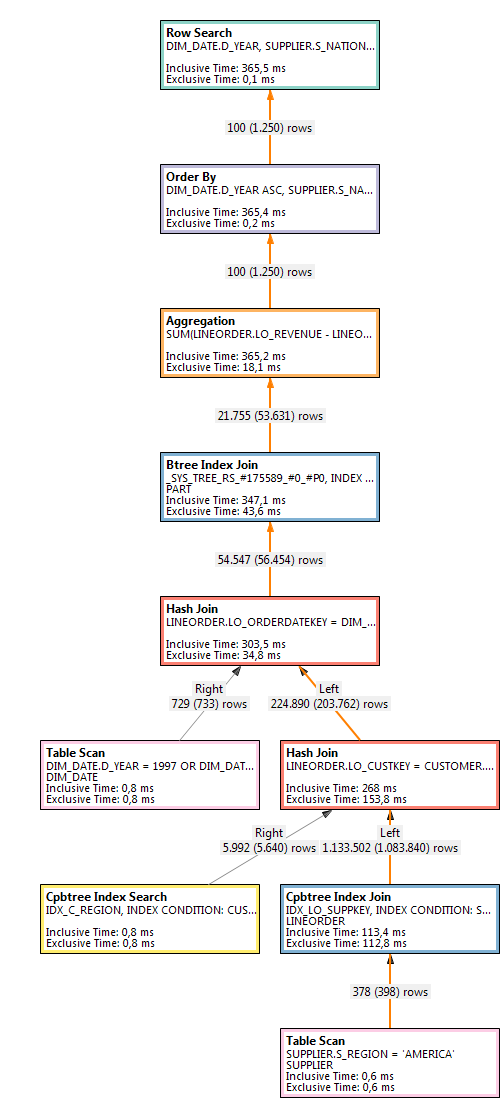 Row Search
DIM_DATE.D_YEAR, SUPPLIER.S_NATION...
Inclusive Time: 365,5 ms
Exclusive Time: 0,1 ms
100 (1.250) rows
Order By
DIM_DATE.D_YEAR ASC, SUPPLIER.S_NA...
Inclusive Time: 365,4 ms
Exclusive Time: 0,2 ms
100 (1.250) rows
Aggregation
SUM(LINEORDER.LO_REVENUE - LINEO...
Inclusive Time: 365,2 ms
Exclusive Time: 18,1 ms
21.755 (53.631) rows
Btree Index Join
_SYS_TREE_RS_#175589_#0_#P0, INDEX ...
PART
Inclusive Time: 347,1 ms
Exclusive Time: 43,6 ms
54.547 (56.454) rows
Hash Join
LINEORDER.LO_ORDERDATEKEY = DIM_...
Inclusive Time: 303,5 ms
Exclusive Time: 34,8 ms
Right
729 (733) rows
Left
224.890 (203.762) rows
Table Scan
DIM_DATE.D_YEAR = 1997 OR DIM_DAT...
DIM_DATE
Inclusive Time: 0,8 ms
Exclusive Time: 0,8 ms
Hash Join
LINEORDER.LO_CUSTKEY = CUSTOMER....
Inclusive Time: 268 ms
Exclusive Time: 153,8 ms
Right
5.992 (5.640) rows
Left
1.133.502 (1.083.840) rows
Cpbtree Index Search
IDX_C_REGION, INDEX CONDITION: CUS...
Inclusive Time: 0,8 ms
Exclusive Time: 0,8 ms
Cpbtree Index Join
IDX_LO_SUPPKEY, INDEX CONDITION: S...
LINEORDER
Inclusive Time: 113,4 ms
Exclusive Time: 112,8 ms
378 (398) rows
Table Scan
SUPPLIER.S_REGION = 'AMERICA'
SUPPLIER
Inclusive Time: 0,6 ms
Exclusive Time: 0,6 ms